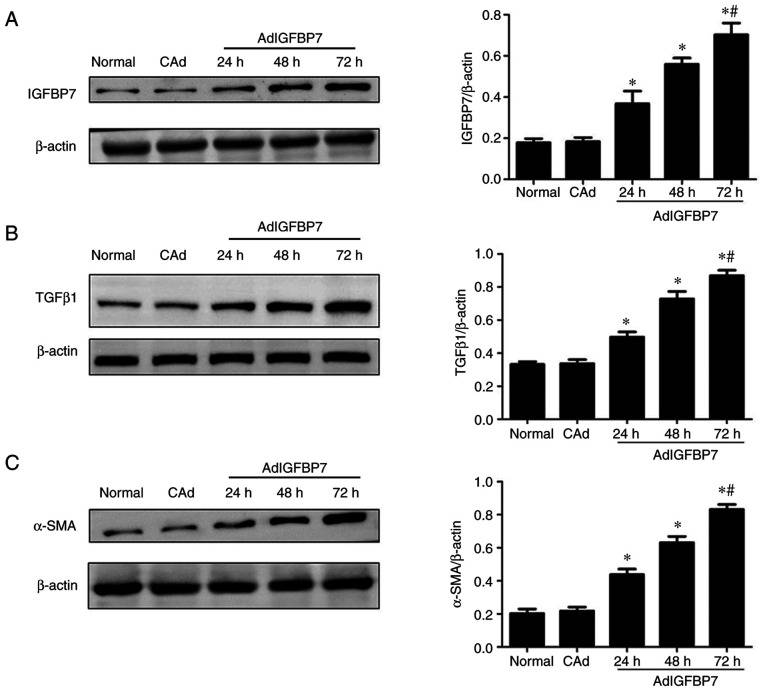 A
AdIGFBP7
Normal CAd 24 h 48 h 72 h
IGFBP7
β-actin
IGFBP7/β-actin
0.8
0.6
0.4
0.2
0.0
* * *#
Normal CAd 24 h 48 h 72 h
AdIGFBP7
B
AdIGFBP7
Normal CAd 24 h 48 h 72 h
TGFβ1
β-actin
TGFβ1/β-actin
1.0
0.8
0.6
0.4
0.2
0.0
* * *#
Normal CAd 24 h 48 h 72 h
AdIGFBP7
C
AdIGFBP7
Normal CAd 24 h 48 h 72 h
α-SMA
β-actin
α-SMA/β-actin
1.0
0.8
0.6
0.4
0.2
0.0
* * *#
Normal CAd 24 h 48 h 72 h
AdIGFBP7